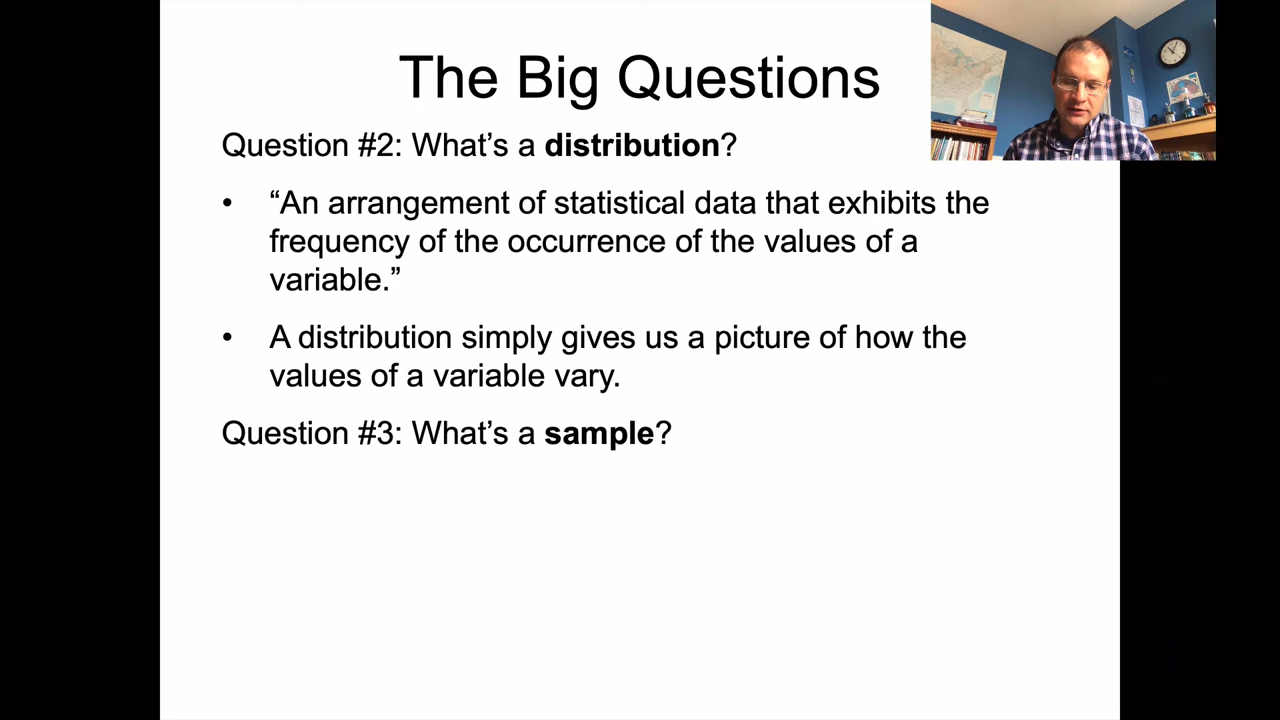 The Big Questions
Question #2: What’s a distribution?
• “An arrangement of statistical data that exhibits the
frequency of the occurrence of the values of a
variable.”
• A distribution simply gives us a picture of how the
values of a variable vary.
Question #3: What’s a sample?